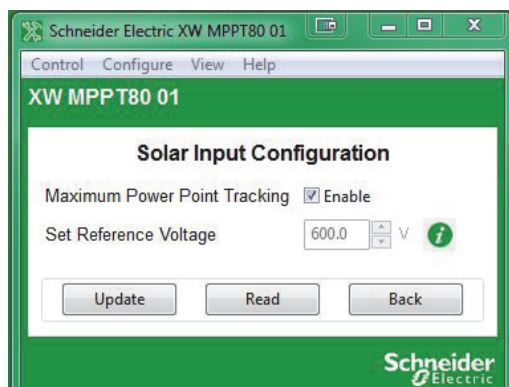 Schneider Electric XW MPPT80 01
Control Configure View Help
XW MPPT80 01
Solar Input Configuration
Maximum Power Point Tracking Enable
Set Reference Voltage 600.0 V i
Update Read Back
Schneider
Electric